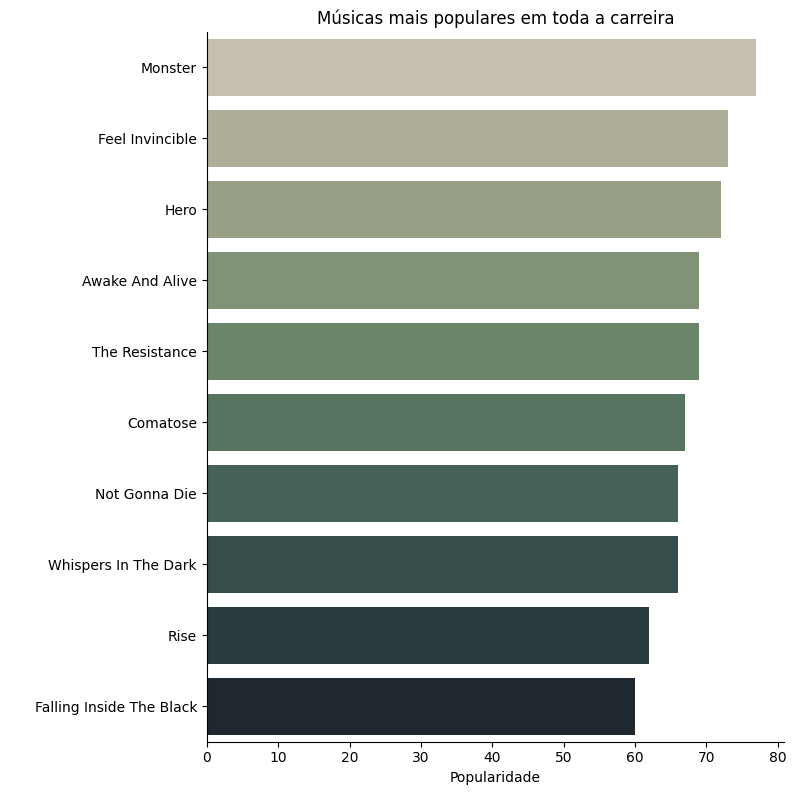 Músicas mais populares em toda a carreira
Monster
Feel Invincible
Hero
Awake And Alive
The Resistance
Comatose
Not Gonna Die
Whispers In The Dark
Rise
Falling Inside The Black
0 10 20 30 40 50 60 70 80
Popularidade